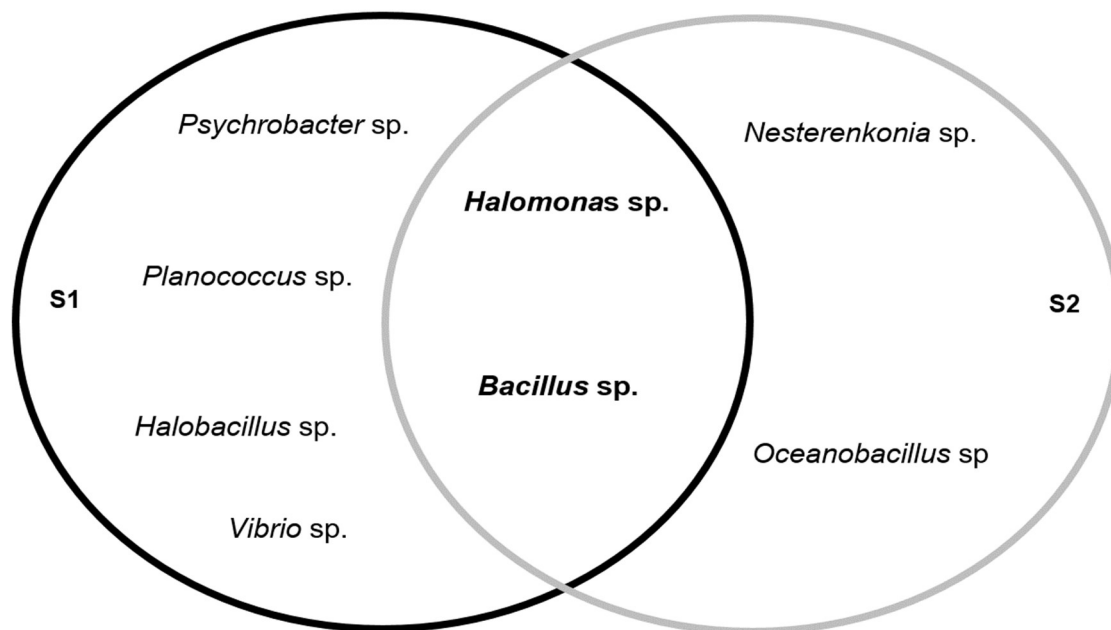 Psychrobacter sp.
Nesterenkonia sp.
Halomonas sp.
Planococcus sp.
S1
S2
Bacillus sp.
Halobacillus sp.
Oceanobacillus sp
Vibrio sp.